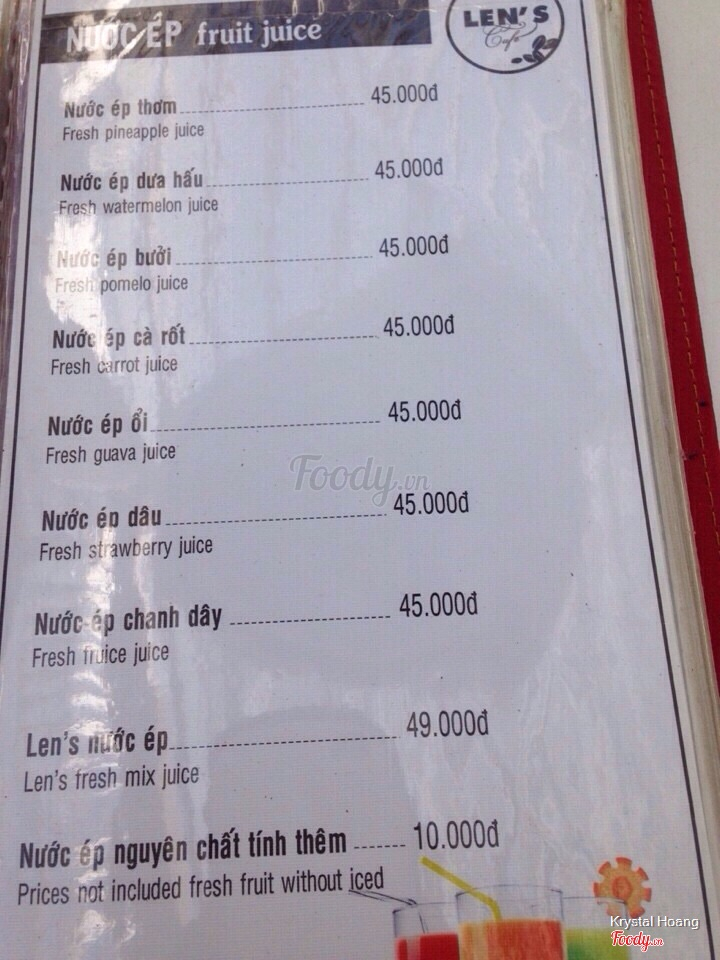 NƯỚC ÉP fruit juice
LEN'S
Cafe
Nước ép thơm 45.000đ
Fresh pineapple juice
Nước ép dưa hấu 45.000đ
Fresh watermelon juice
Nước ép bưởi 45.000đ
Fresh pomelo juice
Nước ép cà rốt 45.000đ
Fresh carrot juice
Nước ép ổi 45.000đ
Fresh guava juice
Foody.vn
Nước ép dâu 45.000đ
Fresh strawberry juice
Nước ép chanh dây 45.000đ
Fresh fruice juice
Len's nước ép 49.000đ
Len's fresh mix juice
Nước ép nguyên chất tính thêm 10.000đ
Prices not included fresh fruit without iced
Krystal Hoang
Foody.vn